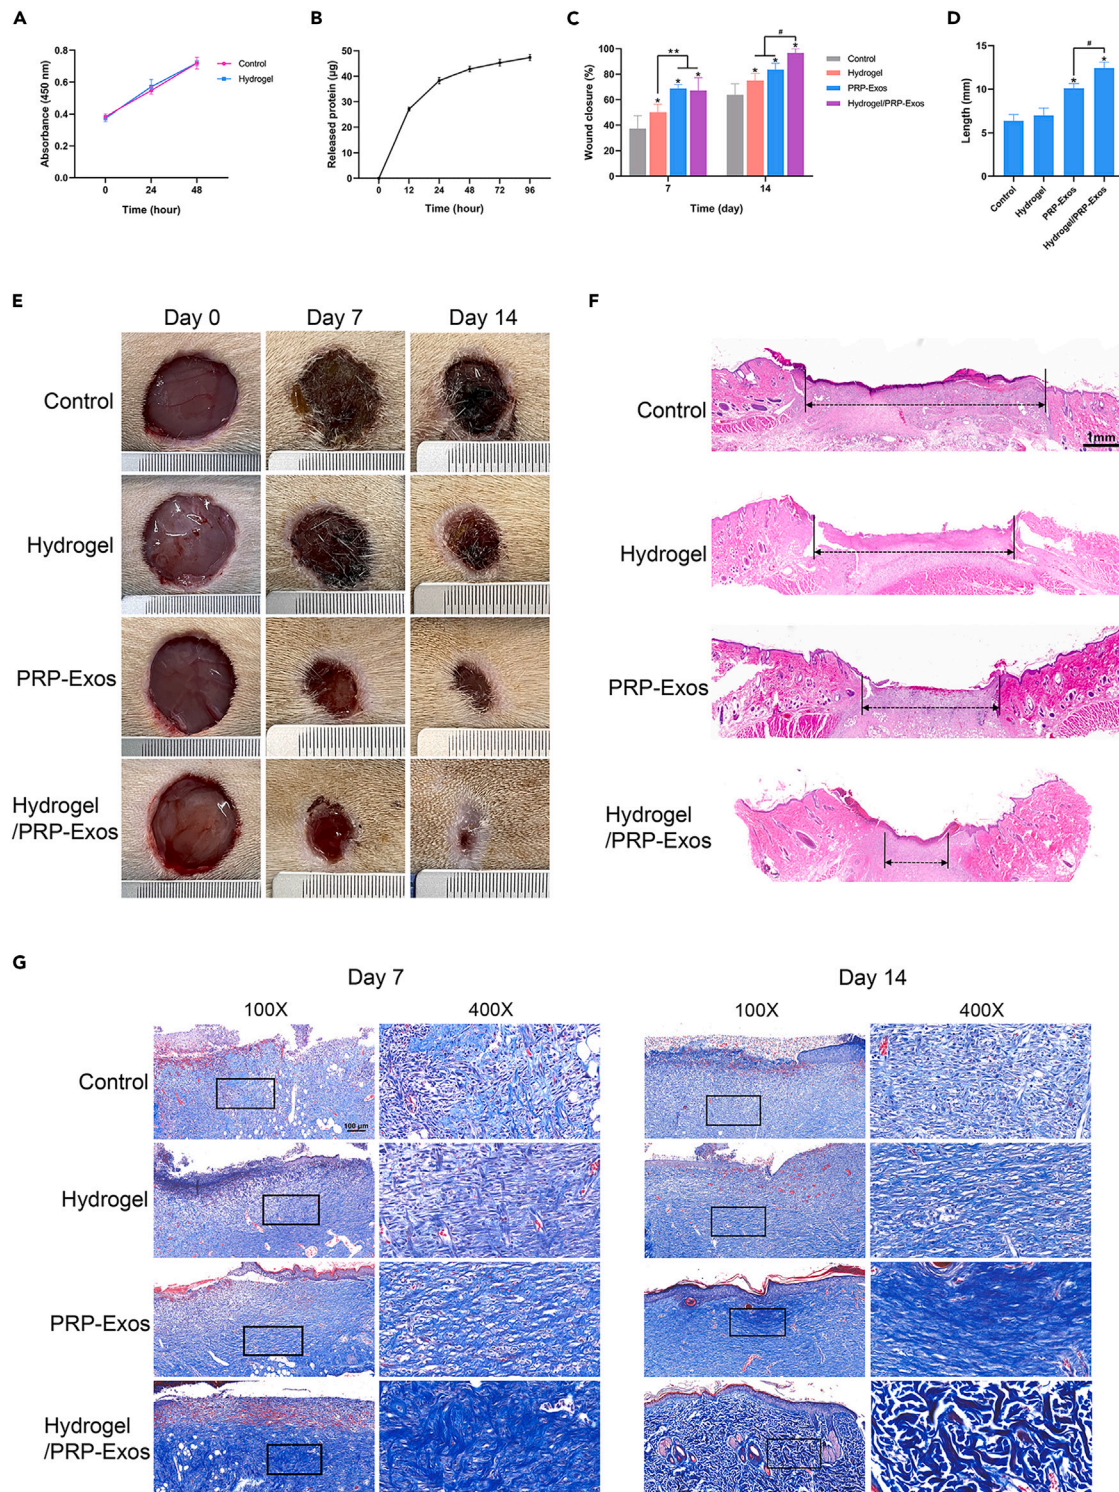 A
B
C
D
Absorbance (450 nm)
0.8
0.6
0.4
0.2
0.0
0
24
48
Time (hour)
Control
Hydrogel
Released protein (µg)
50
40
30
20
10
0
0
12
24
48
72
96
Time (hour)
Wound closure (%)
100
80
60
40
20
0
**
*
*
*
#
*
*
*
7
14
Time (day)
Control
Hydrogel
PRP-Exos
Hydrogel/PRP-Exos
Length (mm)
15
10
5
0
#
*
*
Control
Hydrogel
PRP-Exos
Hydrogel/PRP-Exos
E
Day 0
Day 7
Day 14
Control
Hydrogel
PRP-Exos
Hydrogel
/PRP-Exos
F
Control
1mm
Hydrogel
PRP-Exos
Hydrogel
/PRP-Exos
G
Day 7
Day 14
100X
400X
100X
400X
Control
100 µm
Hydrogel
PRP-Exos
Hydrogel
/PRP-Exos